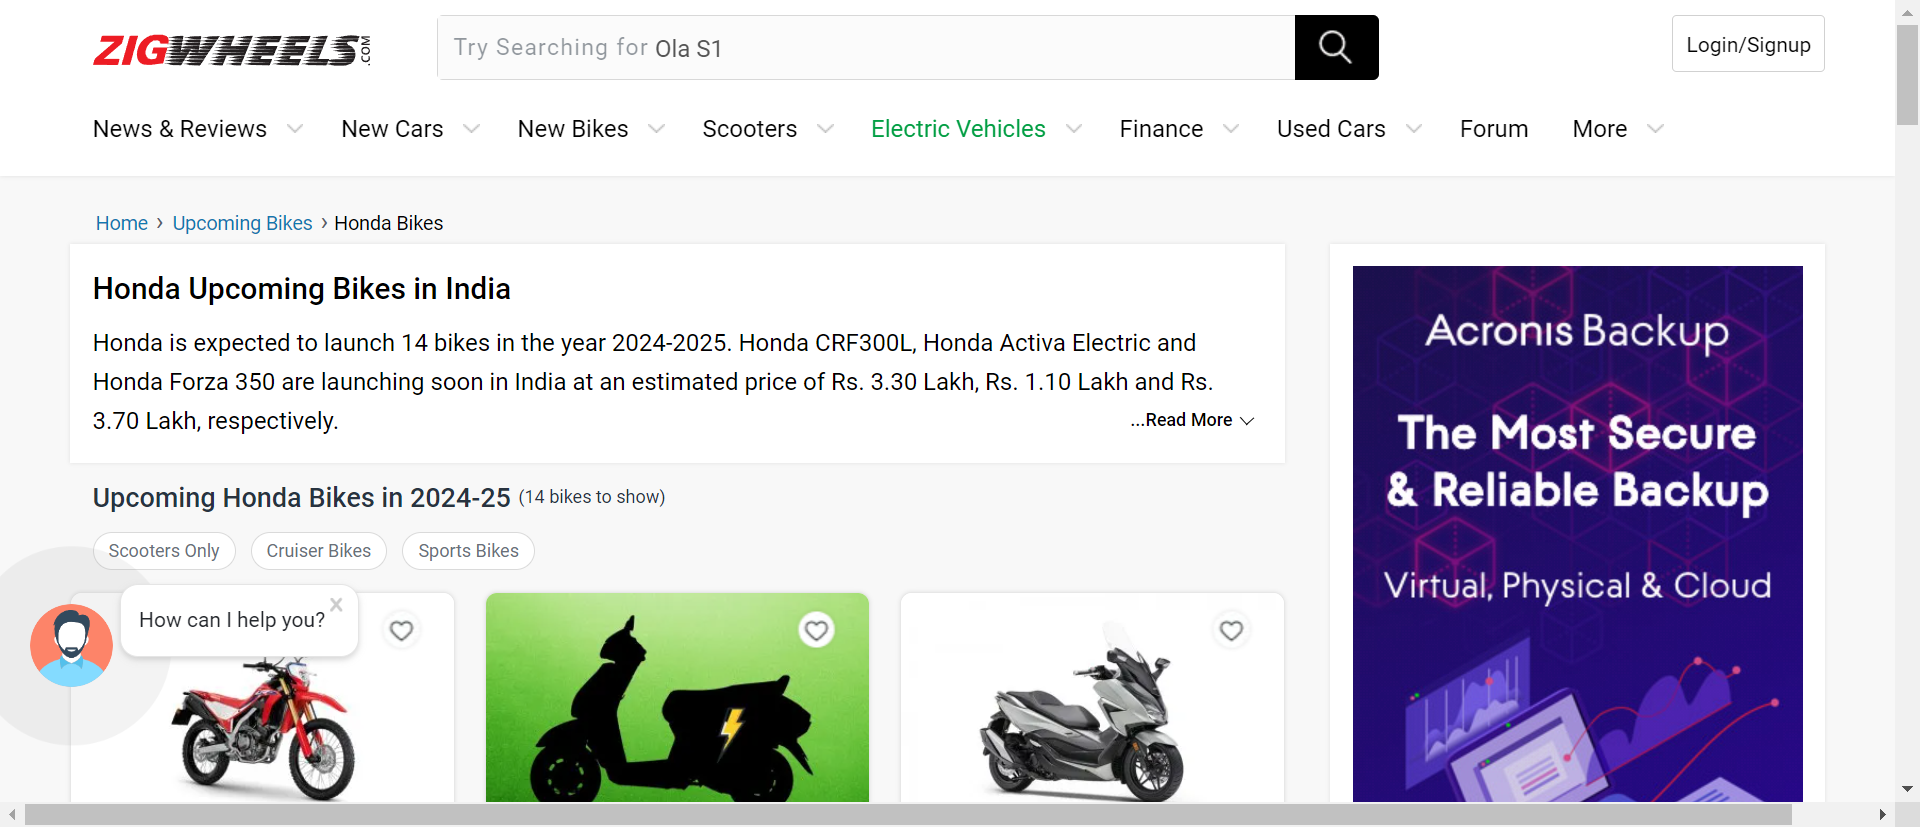 ZIGWHEELS.COM
Try Searching for Ola S1
Login/Signup
News & Reviews New Cars New Bikes Scooters Electric Vehicles Finance Used Cars Forum More
Home › Upcoming Bikes › Honda Bikes
Honda Upcoming Bikes in India
Honda is expected to launch 14 bikes in the year 2024-2025. Honda CRF300L, Honda Activa Electric and
Honda Forza 350 are launching soon in India at an estimated price of Rs. 3.30 Lakh, Rs. 1.10 Lakh and Rs.
3.70 Lakh, respectively.
...Read More
Upcoming Honda Bikes in 2024-25 (14 bikes to show)
Scooters Only Cruiser Bikes Sports Bikes
How can I help you? ×
Acronis Backup
The Most Secure
& Reliable Backup
Virtual, Physical & Cloud